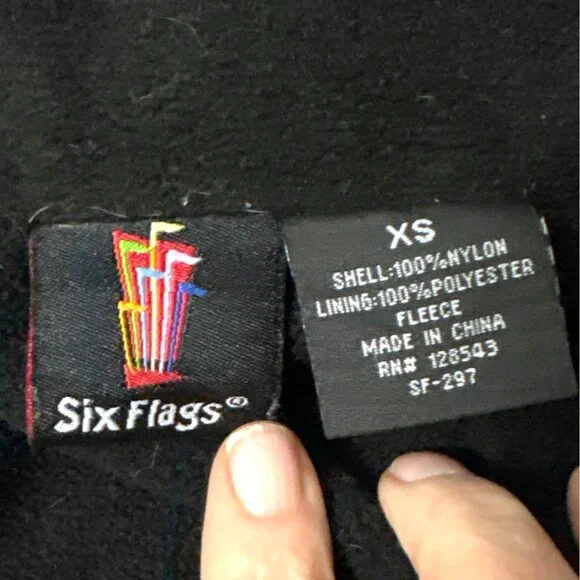 Six Flags®
XS
SHELL:100%NYLON
LINING:100%POLYESTER
FLEECE
MADE IN CHINA
RN# 128543
SF-297